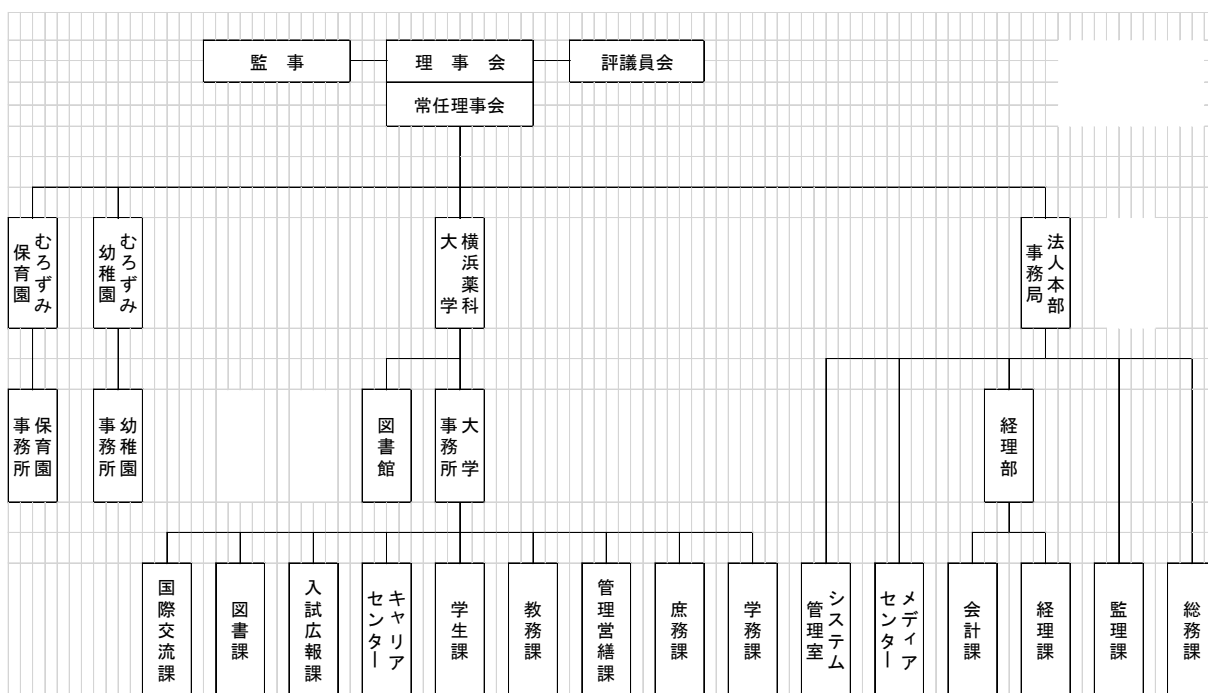 監　事
理　事　会
評議員会
常任理事会
むろずみ
保育園
むろずみ
幼稚園
横浜薬科
大　　学
法人本部
事務局
保育園
事務所
幼稚園
事務所
図書館
大　学
事務所
経理部
国際交流課
図書課
入試広報課
キャリア
センター
学生課
教務課
管理営繕課
庶務課
学務課
システム
管理室
メディア
センター
会計課
経理課
監理課
総務課